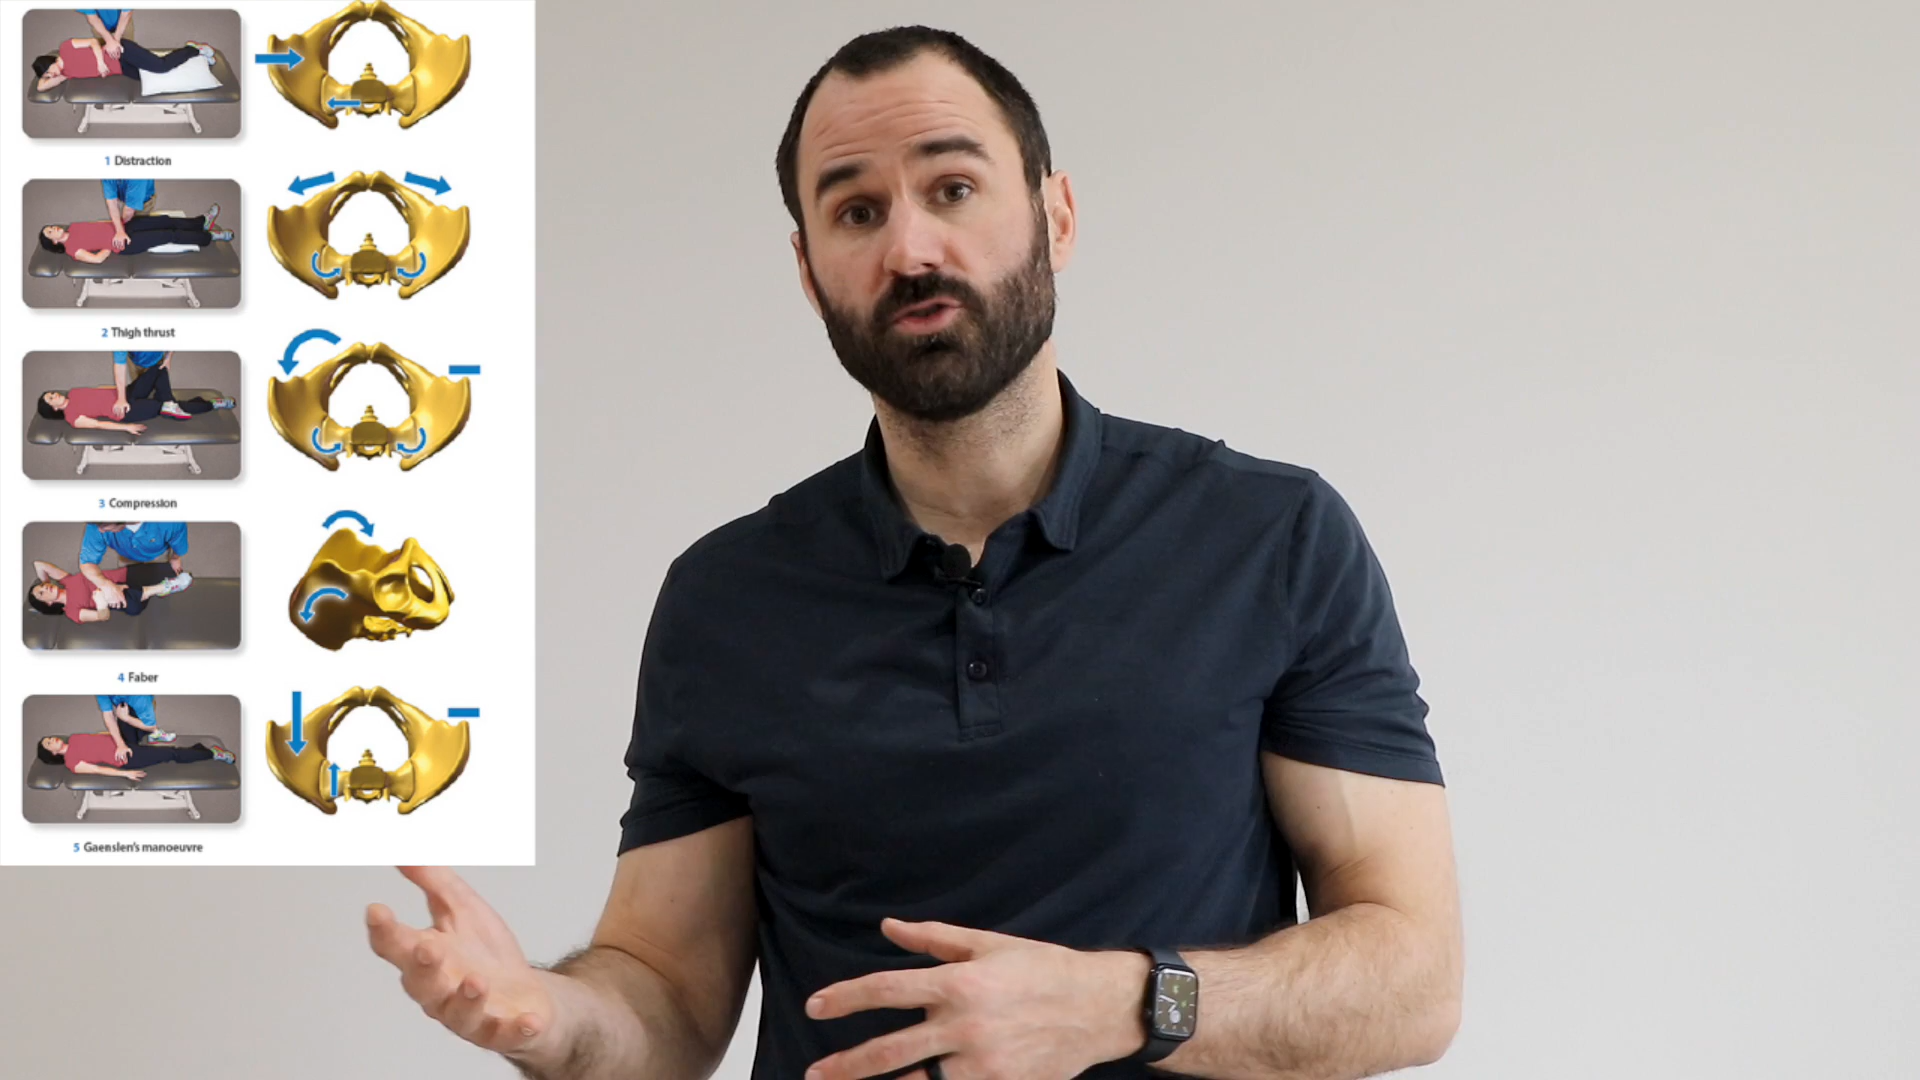 1 Distraction
2 Thigh thrust
3 Compression
4 Faber
5 Gaenslen's manoeuvre